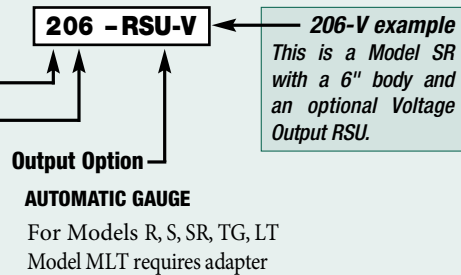 206 – RSU-V
206-V example
This is a Model SR
with a 6" body and
an optional Voltage
Output RSU.
Output Option
AUTOMATIC GAUGE
For Models R, S, SR, TG, LT
Model MLT requires adapter